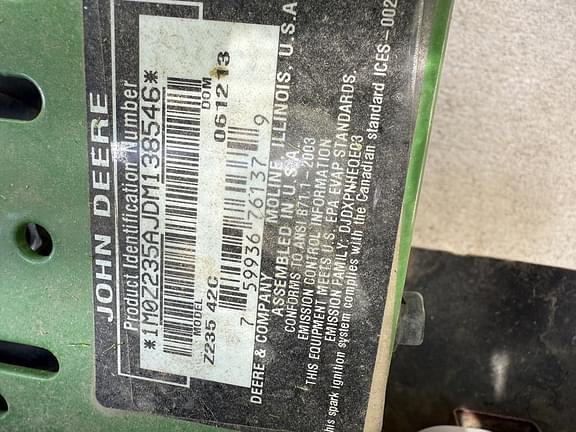 JOHN DEERE
Product Identification Number
*1M0Z235AJDM138546*
MODEL
Z235 42C
DOM
061213
7 59936 76137 9
DEERE & COMPANY MOLINE, ILLINOIS, U.S.A
ASSEMBLED IN U.S.A.
CONFORMS TO ANSI B71.1-2003
EMISSION CONTROL INFORMATION
THIS EQUIPMENT MEETS U.S. EPA EVAP STANDARDS.
EMISSION FAMILY: DJDXPNHEQE03
his spark ignition system complies with the Canadian standard ICES-002